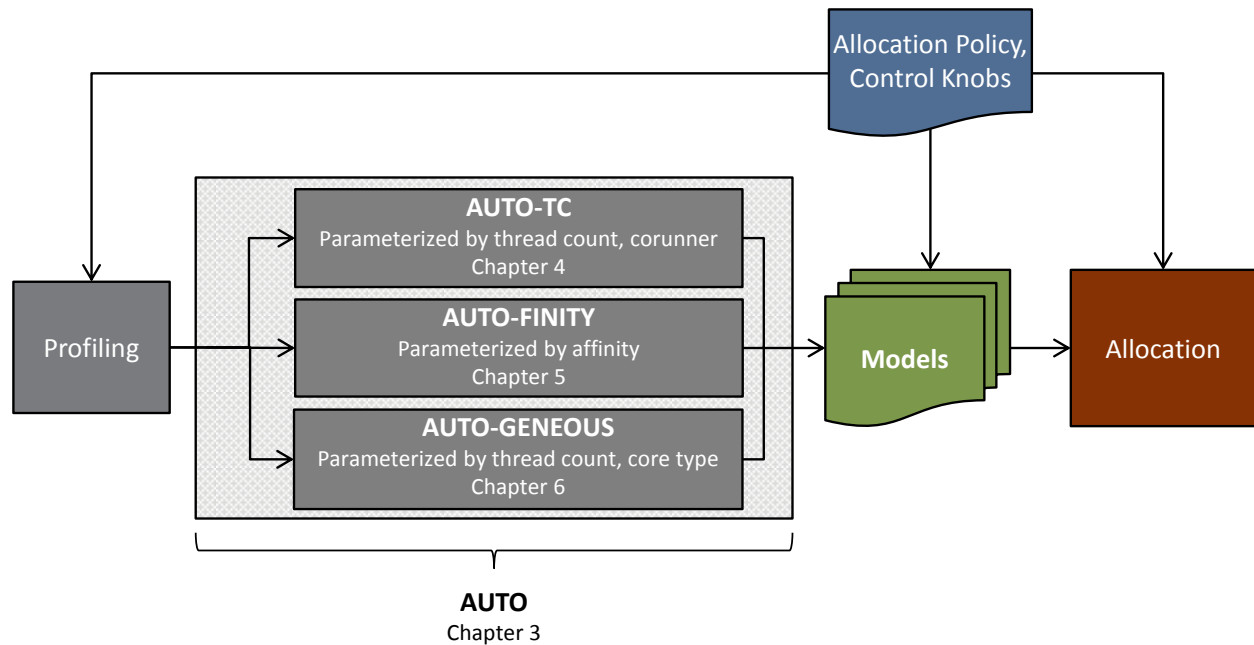 Allocation Policy,
Control Knobs
AUTO-TC
Parameterized by thread count, corunner
Chapter 4
AUTO-FINITY
Parameterized by affinity
Chapter 5
AUTO-GENEOUS
Parameterized by thread count, core type
Chapter 6
Profiling
Models
Allocation
AUTO
Chapter 3